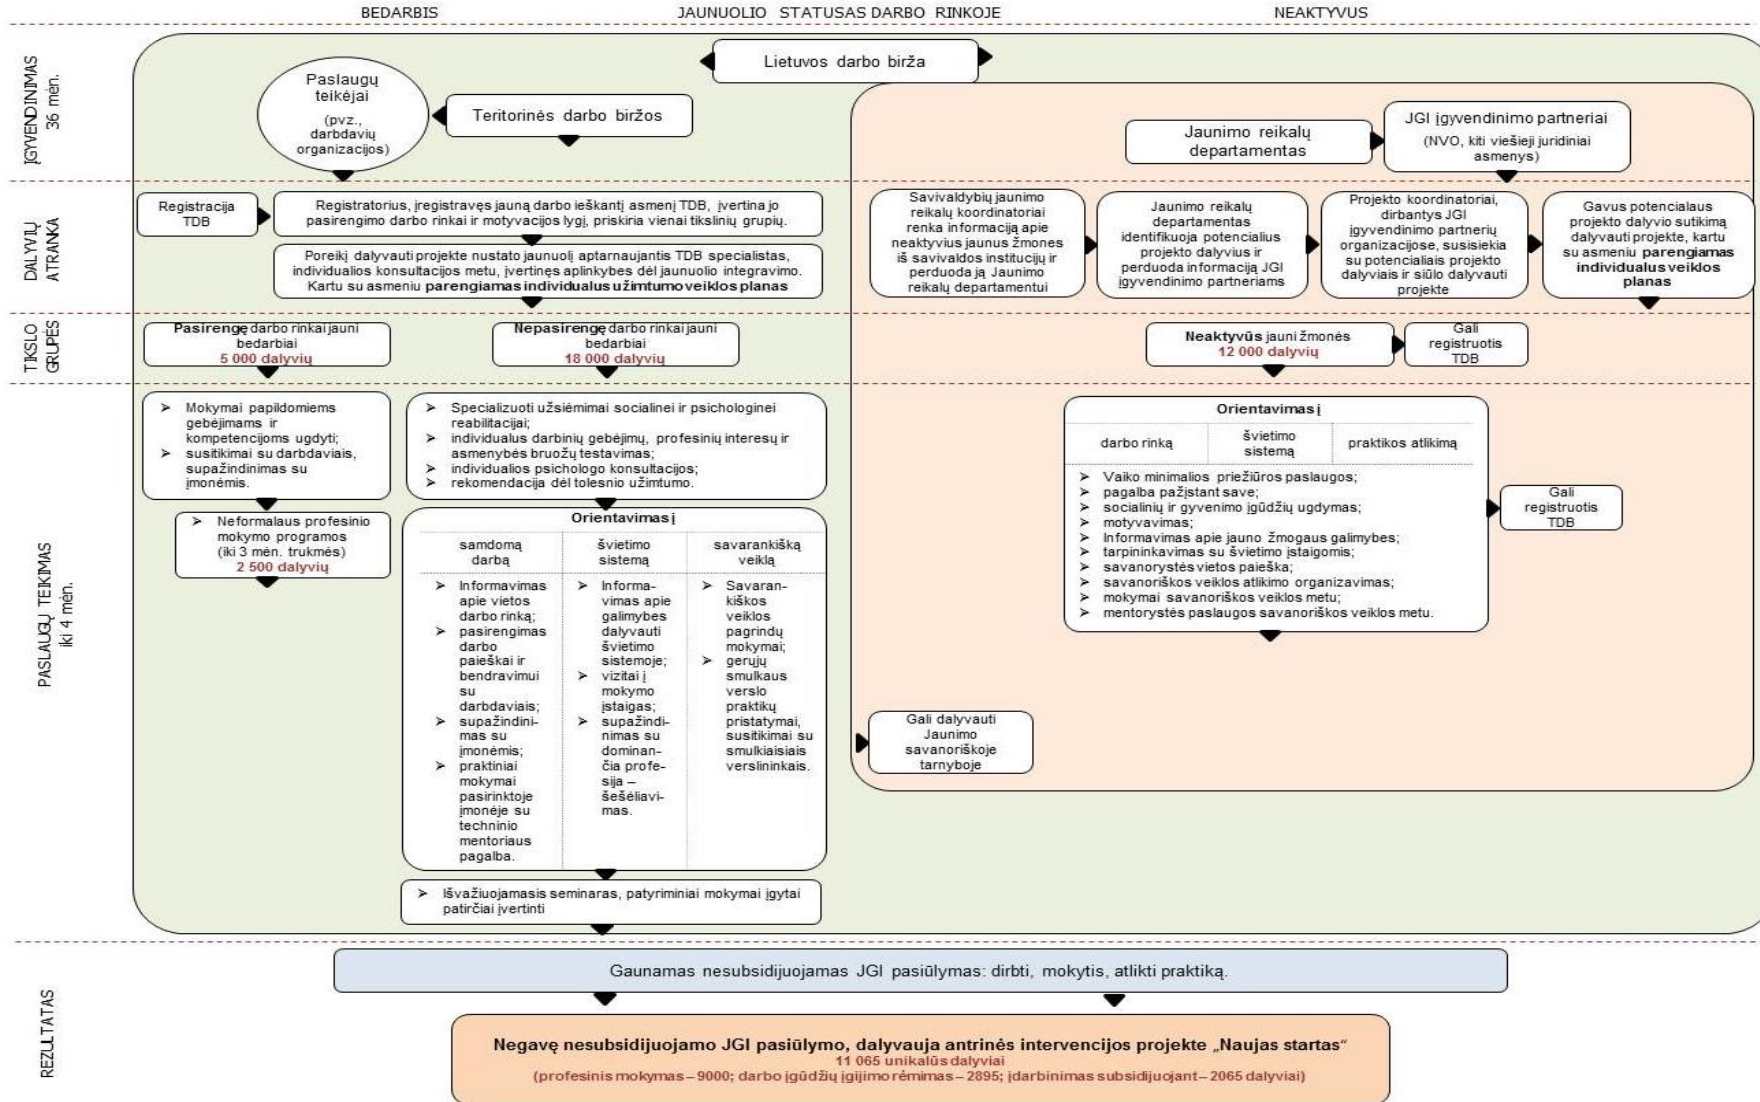 BEDARBIS
JAUNUOLIO STATUSAS DARBO RINKOJE
NEAKTYVUS
ĮGYVENDINIMAS
36 mėn.
Lietuvos darbo birža
Paslaugų
teikėjai
(pvz.,
darbdavių
organizacijos)
Teritorinės darbo biržos
Jaunimo reikalų
departamentas
JGI įgyvendinimo partneriai
(NVO, kiti viešieji juridiniai
asmenys)
DALYVIŲ
ATRANKA
Registracija
TDB
Registratorius, įregistravęs jauną darbo ieškantį asmenį TDB, įvertina jo
pasirengimo darbo rinkai ir motyvacijos lygį, priskiria vienai tikslinių grupių.
Poreikį dalyvauti projekte nustato jaunuolį aptarnaujantis TDB specialistas,
individualios konsultacijos metu, įvertinęs aplinkybes dėl jaunuolio integravimo.
Kartu su asmeniu parengiamas individualus užimtumo veiklos planas
Savivaldybių jaunimo
reikalų koordinatoriai
renka informaciją apie
neaktyvius jaunus žmones
iš savivaldos institucijų ir
perduoda ją Jaunimo
reikalų departamentui
Jaunimo reikalų
departamentas
identifikuoja potencialius
projekto dalyvius ir
perduoda informaciją JGI
įgyvendinimo partneriams
Projekto koordinatoriai,
dirbantys JGI
įgyvendinimo partnerių
organizacijose, susisiekia
su potencialiais projekto
dalyviais ir siūlo dalyvauti
projekte
Gavus potencialaus
projekto dalyvio sutikimą
dalyvauti projekte, kartu
su asmeniu parengiamas
individualus veiklos
planas
TIKSLO
GRUPĖS
Pasirengę darbo rinkai jauni
bedarbiai
5 000 dalyvių
Nepasirengę darbo rinkai jauni
bedarbiai
18 000 dalyvių
Neaktyvūs jauni žmonės
12 000 dalyvių
Gali
registruotis
TDB
PASLAUGŲ TEIKIMAS
iki 4 mėn.
➢ Mokymai papildomiems
gebėjimams ir
kompetencijoms ugdyti;
➢ susitikimai su darbdaviais,
supažindinimas su
įmonėmis.
➢ Neformalaus profesinio
mokymo programos
(iki 3 mėn. trukmės)
2 500 dalyvių
➢ Specializuoti užsiėmimai socialinei ir psichologinei
reabilitacijai;
➢ individualus darbinių gebėjimų, profesinių interesų ir
asmenybės bruožų testavimas;
➢ individualios psichologo konsultacijos;
➢ rekomendacija dėl tolesnio užimtumo.
Orientavimas į
samdomą
darbą
➢ Informavimas
apie vietos
darbo rinką;
➢ pasirengimas
darbo
paieškai ir
bendravimui
su
darbdaviais;
➢ supažindini-
mas su
įmonėmis;
➢ praktiniai
mokymai
pasirinktoje
įmonėje su
techninio
mentoriaus
pagalba.
švietimo
sistemą
➢ Informa-
vimas apie
galimybes
dalyvauti
švietimo
sistemoje;
➢ vizitai į
mokymo
įstaigas;
➢ supažindi-
nimas su
dominan-
čia profe-
sija –
šešėliavi-
mas.
savarankišką
veiklą
➢ Savaran-
kiškos
veiklos
pagrindų
mokymai;
➢ gerųjų
smulkaus
verslo
praktikų
pristatymai,
susitikimai su
smulkiaisiais
verslininkais.
➢ Išvažiuojamasis seminaras, patyriminiai mokymai įgytai
patirčiai įvertinti
Orientavimas į
darbo rinką
švietimo
sistemą
praktikos atlikimą
➢ Vaiko minimalios priežiūros paslaugos;
➢ pagalba pažįstant save;
➢ socialinių ir gyvenimo įgūdžių ugdymas;
➢ motyvavimas;
➢ Informavimas apie jauno žmogaus galimybes;
➢ tarpininkavimas su švietimo įstaigomis;
➢ savanorystės vietos paieška;
➢ savanoriškos veiklos atlikimo organizavimas;
➢ mokymai savanoriškos veiklos metu;
➢ mentorystės paslaugos savanoriškos veiklos metu.
Gali
registruotis
TDB
Gali dalyvauti
Jaunimo
savanoriškoje
tarnyboje
REZULTATAS
Gaunamas nesubsidijuojamas JGI pasiūlymas: dirbti, mokytis, atlikti praktiką.
Negavę nesubsidijuojamo JGI pasiūlymo, dalyvauja antrinės intervencijos projekte „Naujas startas“
11 065 unikalūs dalyviai
(profesinis mokymas – 9000; darbo įgūdžių įgijimo rėmimas – 2895; įdarbinimas subsidijuojant – 2065 dalyviai)